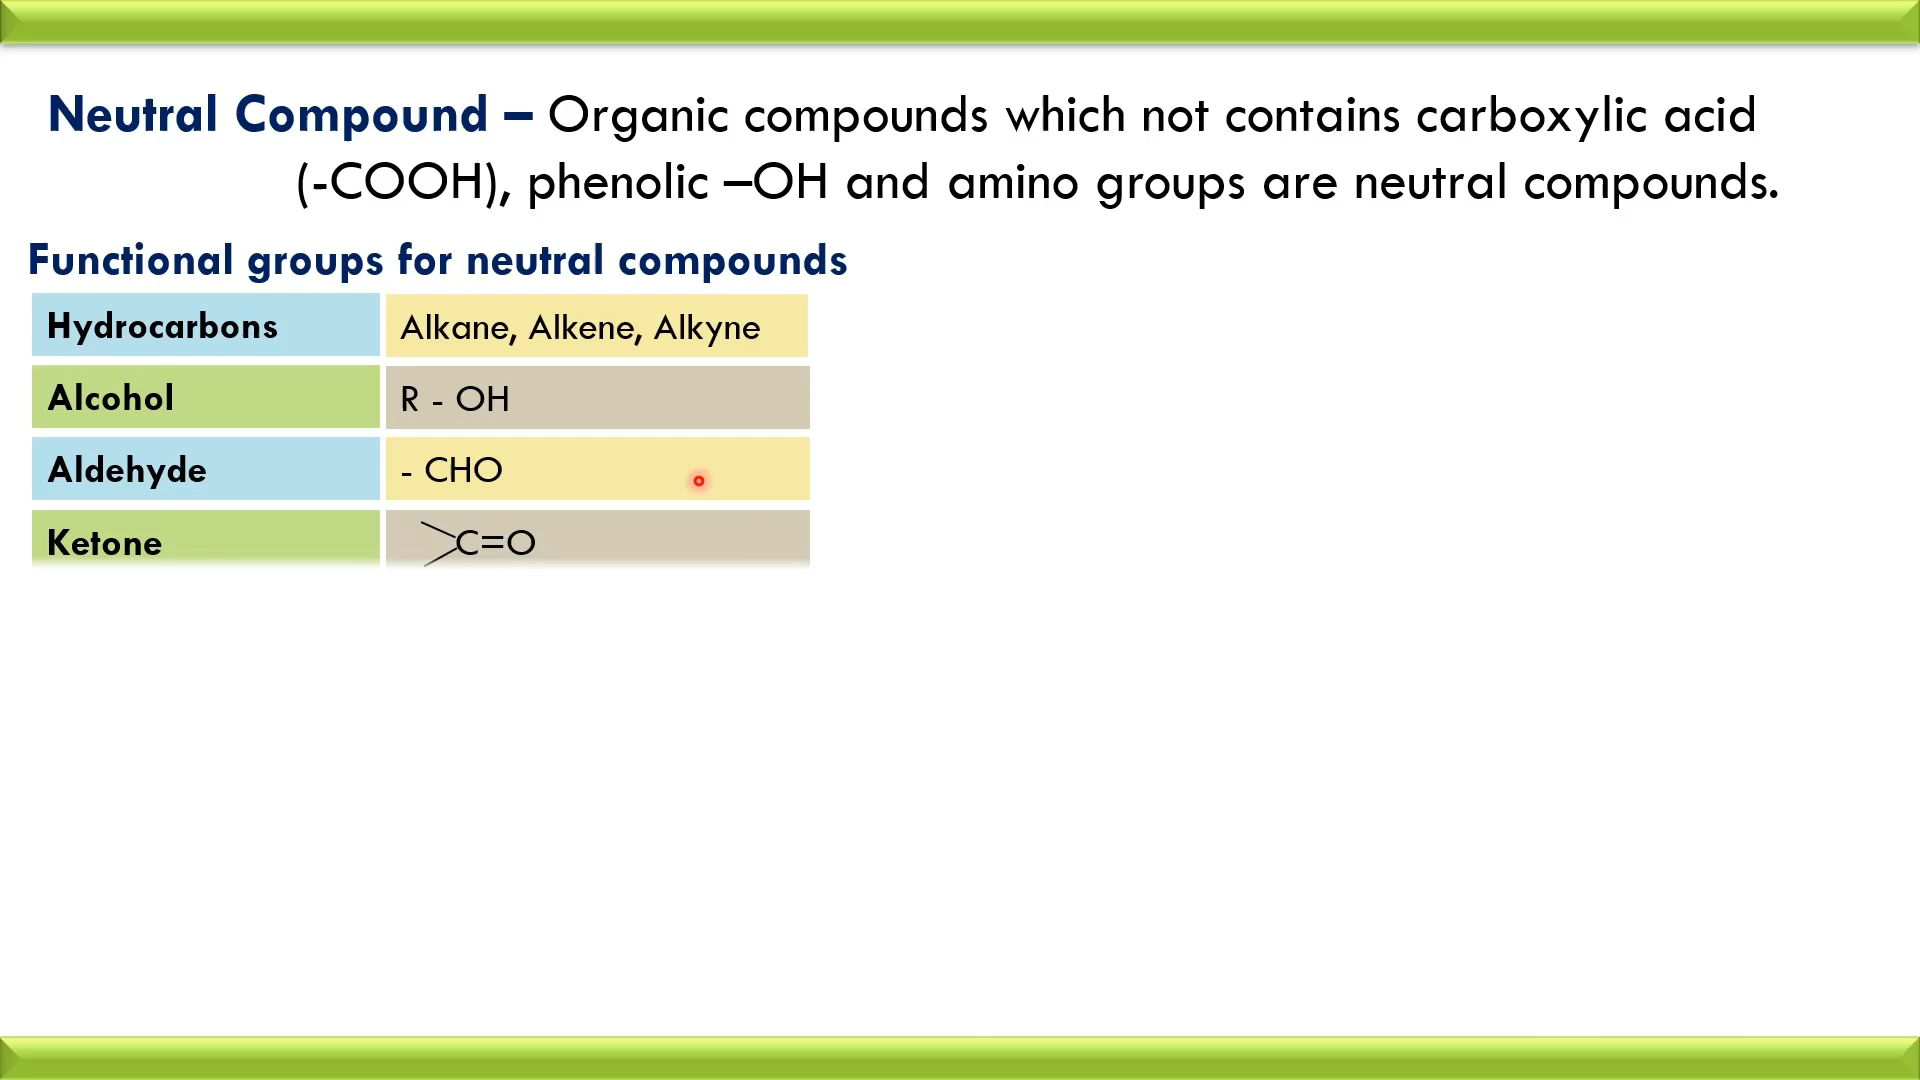 Neutral Compound – Organic compounds which not contains carboxylic acid
(-COOH), phenolic –OH and amino groups are neutral compounds.
Functional groups for neutral compounds
Hydrocarbons Alkane, Alkene, Alkyne
Alcohol R - OH
Aldehyde - CHO
Ketone >C=O